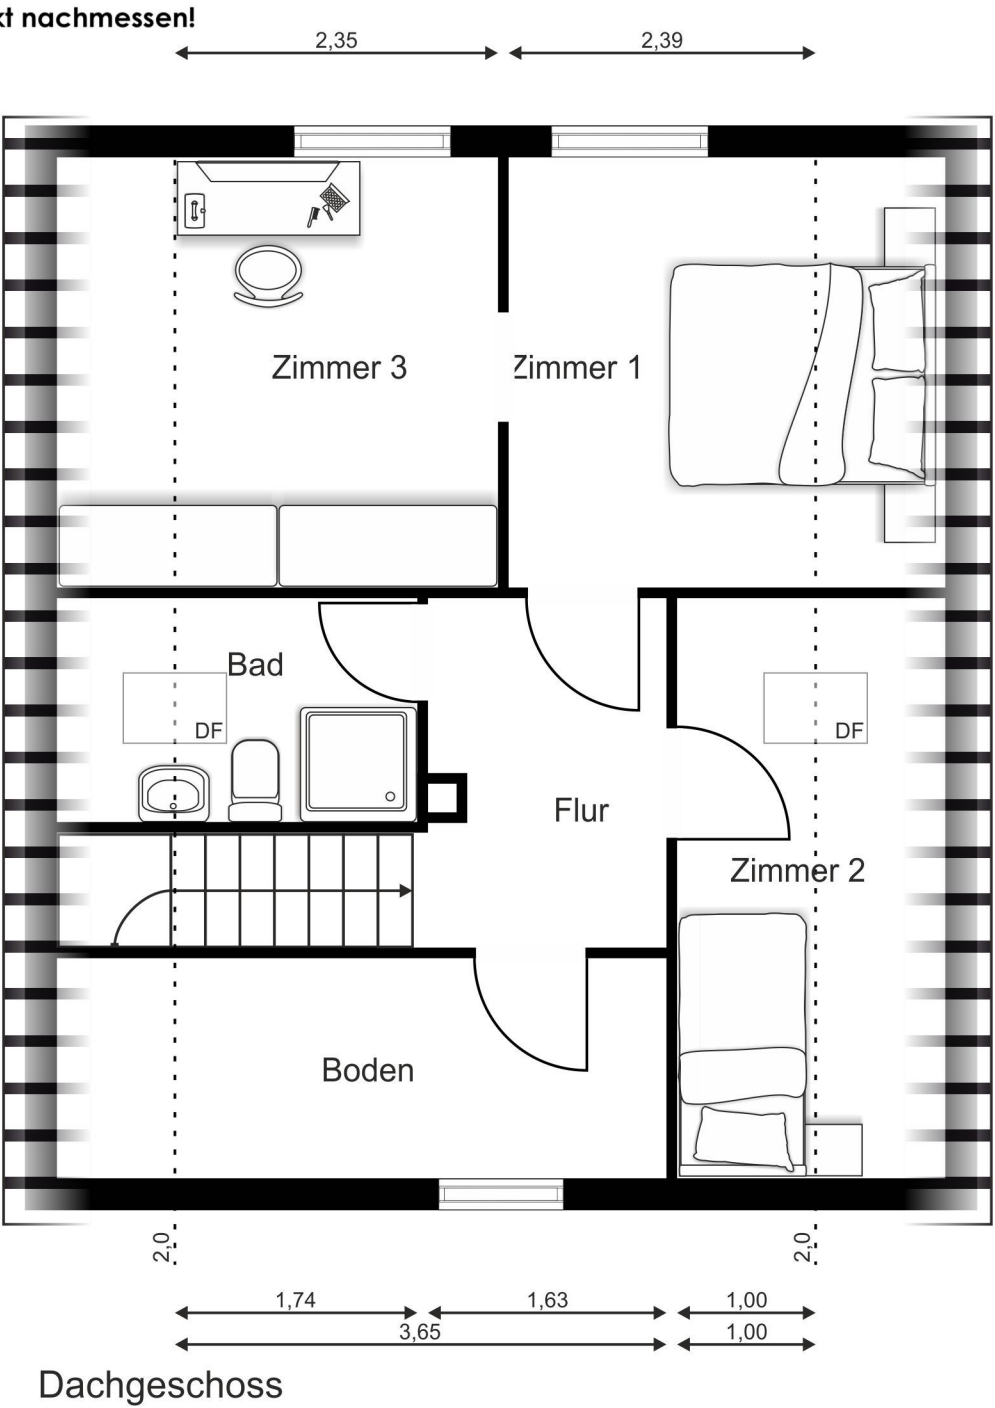 kt nachmessen!
2,35 2,39
Zimmer 3 Zimmer 1
Bad
DF DF
Flur
Zimmer 2
Boden
2,0 2,0
1,74 1,63 1,00
3,65 1,00
Dachgeschoss